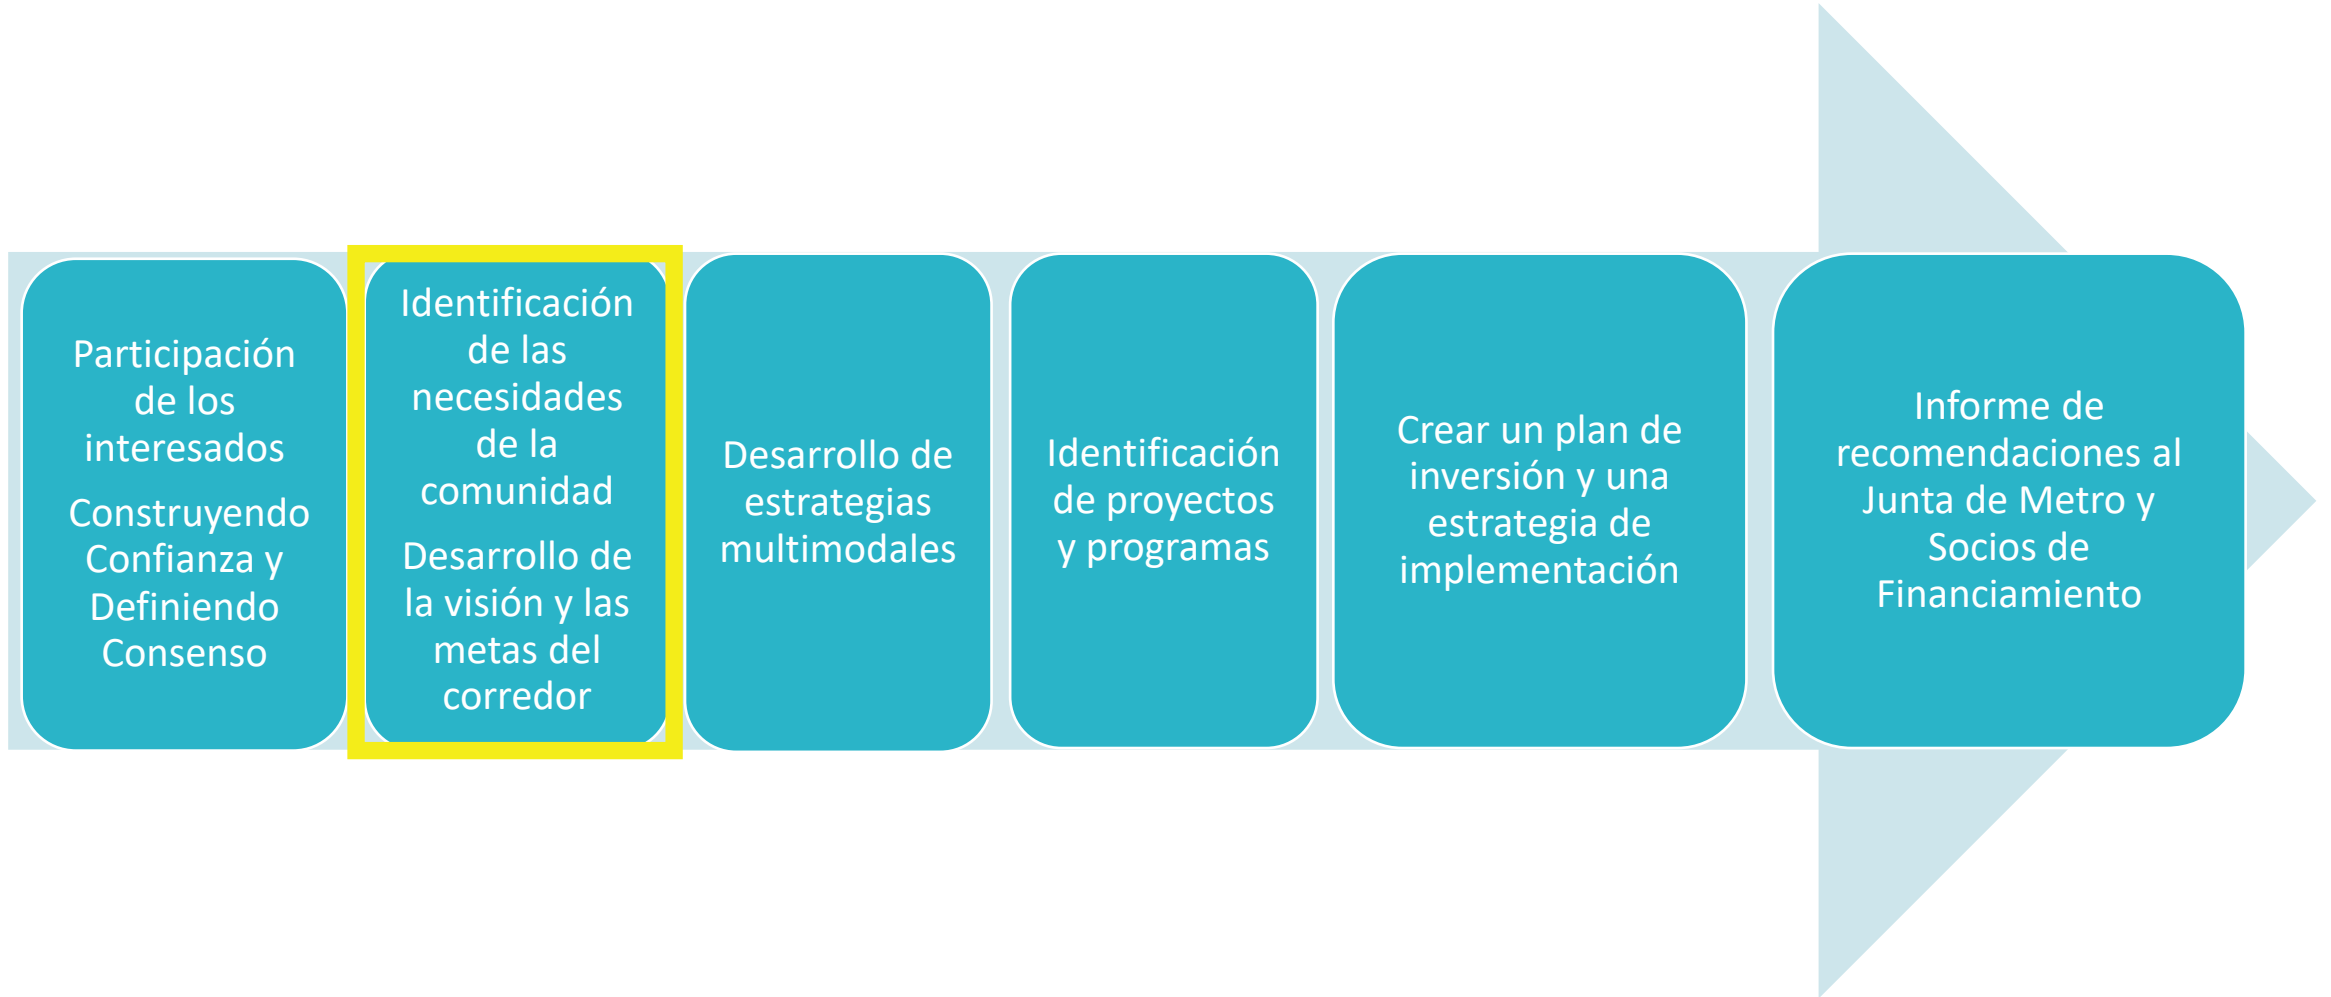 Participación
de los
interesados
Construyendo
Confianza y
Definiendo
Consenso
Identificación
de las
necesidades
de la
comunidad
Desarrollo de
la visión y las
metas del
corredor
Desarrollo de
estrategias
multimodales
Identificación
de proyectos
y programas
Crear un plan de
inversión y una
estrategia de
implementación
Informe de
recomendaciones al
Junta de Metro y
Socios de
Financiamiento